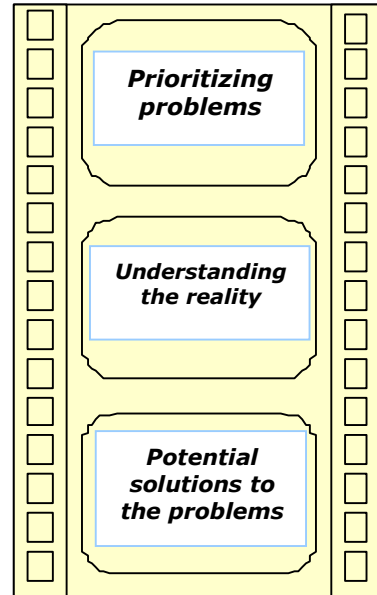 Prioritizing
problems
Understanding
the reality
Potential
solutions to
the problems